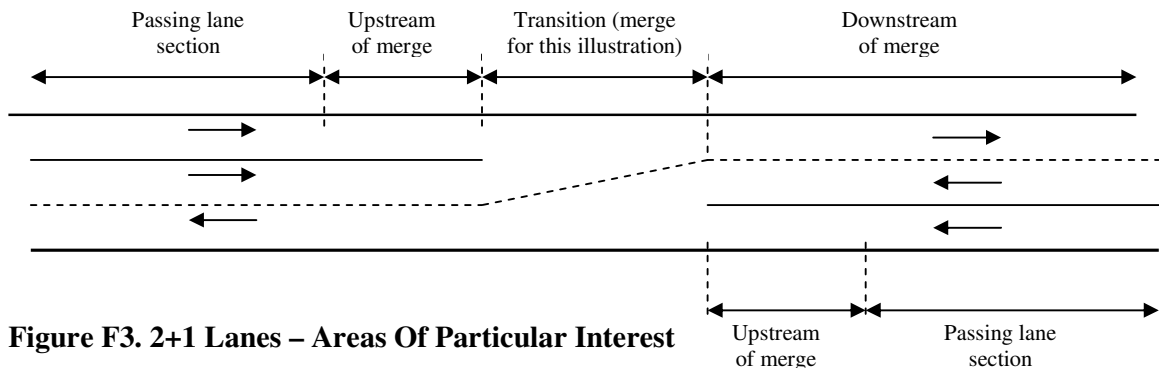 Passing lane
section
Upstream
of merge
Transition (merge
for this illustration)
Downstream
of merge
Figure F3. 2+1 Lanes – Areas Of Particular Interest
Upstream
of merge
Passing lane
section